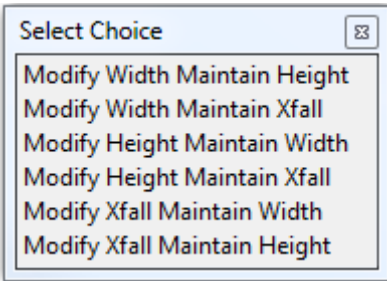 Select Choice
Modify Width Maintain Height
Modify Width Maintain Xfall
Modify Height Maintain Width
Modify Height Maintain Xfall
Modify Xfall Maintain Width
Modify Xfall Maintain Height